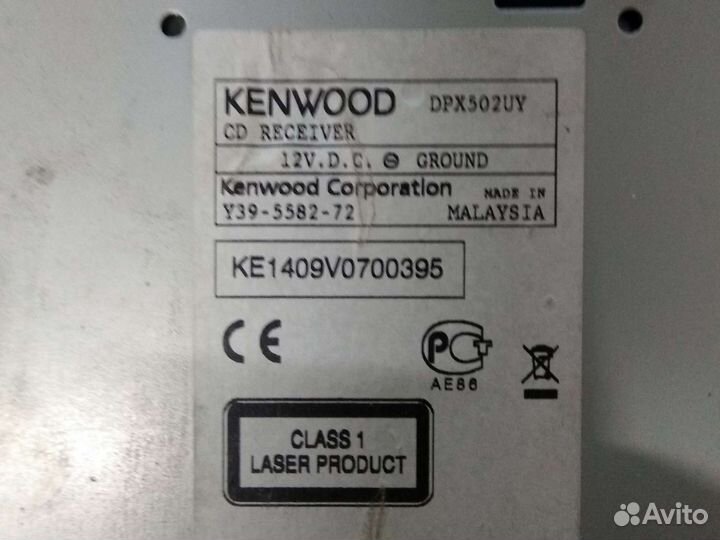 KENWOOD DPX502UY
CD RECEIVER
12V.D.C. ⊖ GROUND
Kenwood Corporation MADE IN
Y39-5582-72 MALAYSIA
KE1409V0700395
CE
РСТ
AE86
CLASS 1
LASER PRODUCT
Avito